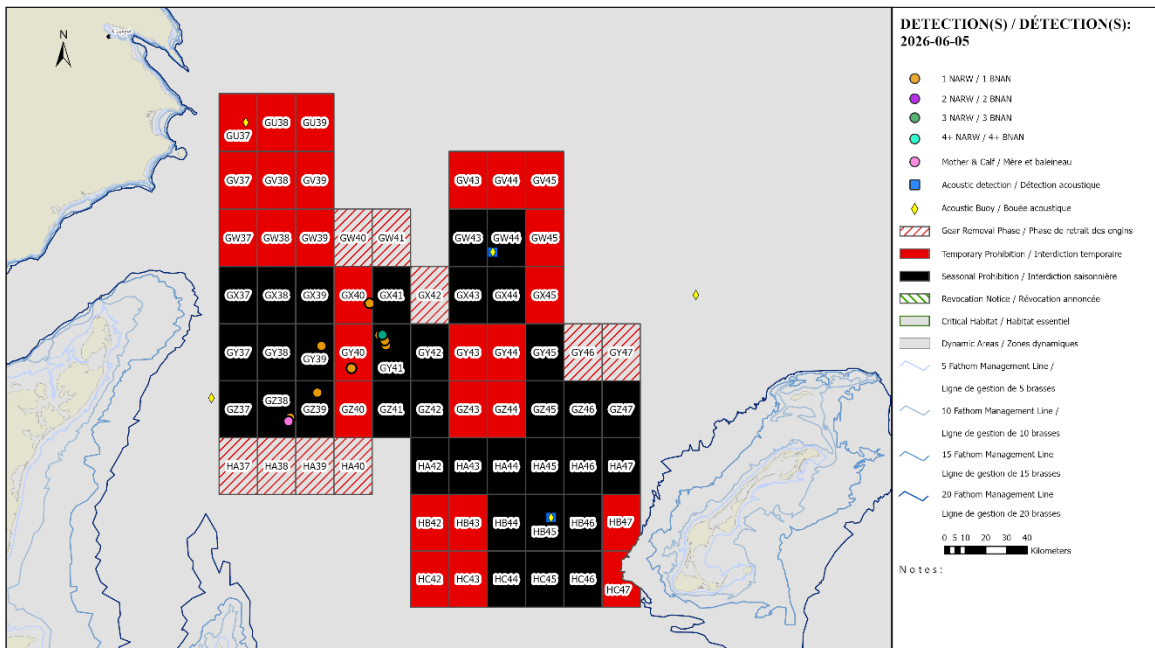 DETECTION(S) / DÉTECTION(S):
2026-06-05
1 NARW / 1 BNAN
2 NARW / 2 BNAN
3 NARW / 3 BNAN
4+ NARW / 4+ BNAN
Mother & Calf / Mère et baleineau
Acoustic detection / Détection acoustique
Acoustic Buoy / Bouée acoustique
Gear Removal Phase / Phase de retrait des engins
Temporary Prohibition / Interdiction temporaire
Seasonal Prohibition / Interdiction saisonnière
Revocation Notice / Révocation annoncée
Critical Habitat / Habitat essentiel
Dynamic Areas / Zones dynamiques
5 Fathom Management Line /
Ligne de gestion de 5 brasses
10 Fathom Management Line /
Ligne de gestion de 10 brasses
15 Fathom Management Line
Ligne de gestion de 15 brasses
20 Fathom Management Line
Ligne de gestion de 20 brasses
0 5 10 20 30 40
Kilometers
Notes:
N
GU37 GU38 GU39
GV37 GV38 GV39 GV43 GV44 GV45
GW37 GW38 GW39 GW40 GW41 GW43 GW44 GW45
GX37 GX38 GX39 GX40 GX41 GX42 GX43 GX44 GX45
GY37 GY38 GY39 GY40 GY41 GY42 GY43 GY44 GY45 GY46 GY47
GZ37 GZ38 GZ39 GZ40 GZ41 GZ42 GZ43 GZ44 GZ45 GZ46 GZ47
HA37 HA38 HA39 HA40 HA42 HA43 HA44 HA45 HA46 HA47
HB42 HB43 HB44 HB45 HB46 HB47
HC42 HC43 HC44 HC45 HC46 HC47